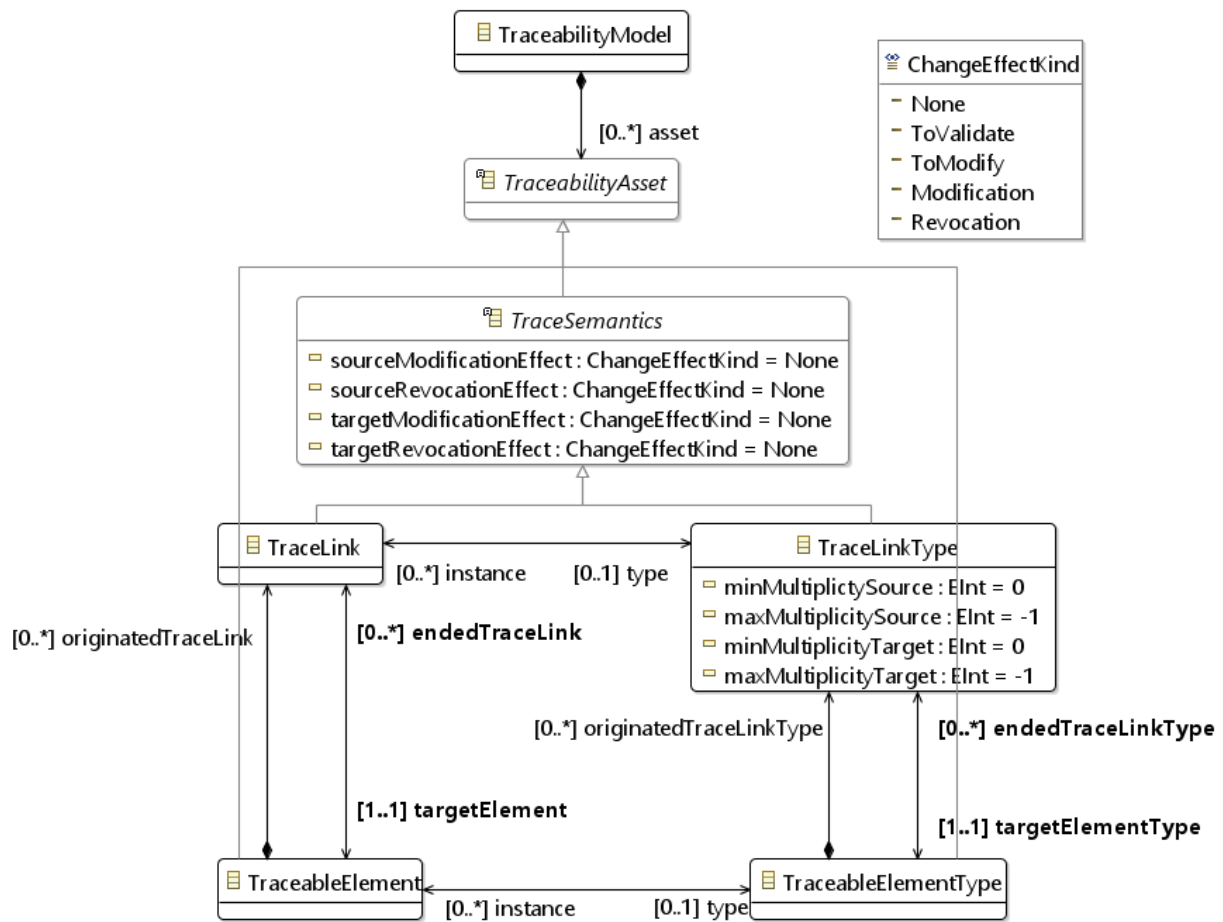 TraceabilityModel
ChangeEffectKind
None
ToValidate
ToModify
Modification
Revocation
[0..*] asset
TraceabilityAsset
TraceSemantics
sourceModificationEffect : ChangeEffectKind = None
sourceRevocationEffect : ChangeEffectKind = None
targetModificationEffect : ChangeEffectKind = None
targetRevocationEffect : ChangeEffectKind = None
TraceLink
[0..*] instance
[0..1] type
TraceLinkType
minMultiplictySource : EInt = 0
maxMultiplicitySource : EInt = -1
minMultiplicityTarget : EInt = 0
maxMultiplicityTarget : EInt = -1
[0..*] originatedTraceLink
[0..*] endedTraceLink
[0..*] originatedTraceLinkType
[0..*] endedTraceLinkType
[1..1] targetElement
[1..1] targetElementType
TraceableElement
[0..*] instance
[0..1] type
TraceableElementType